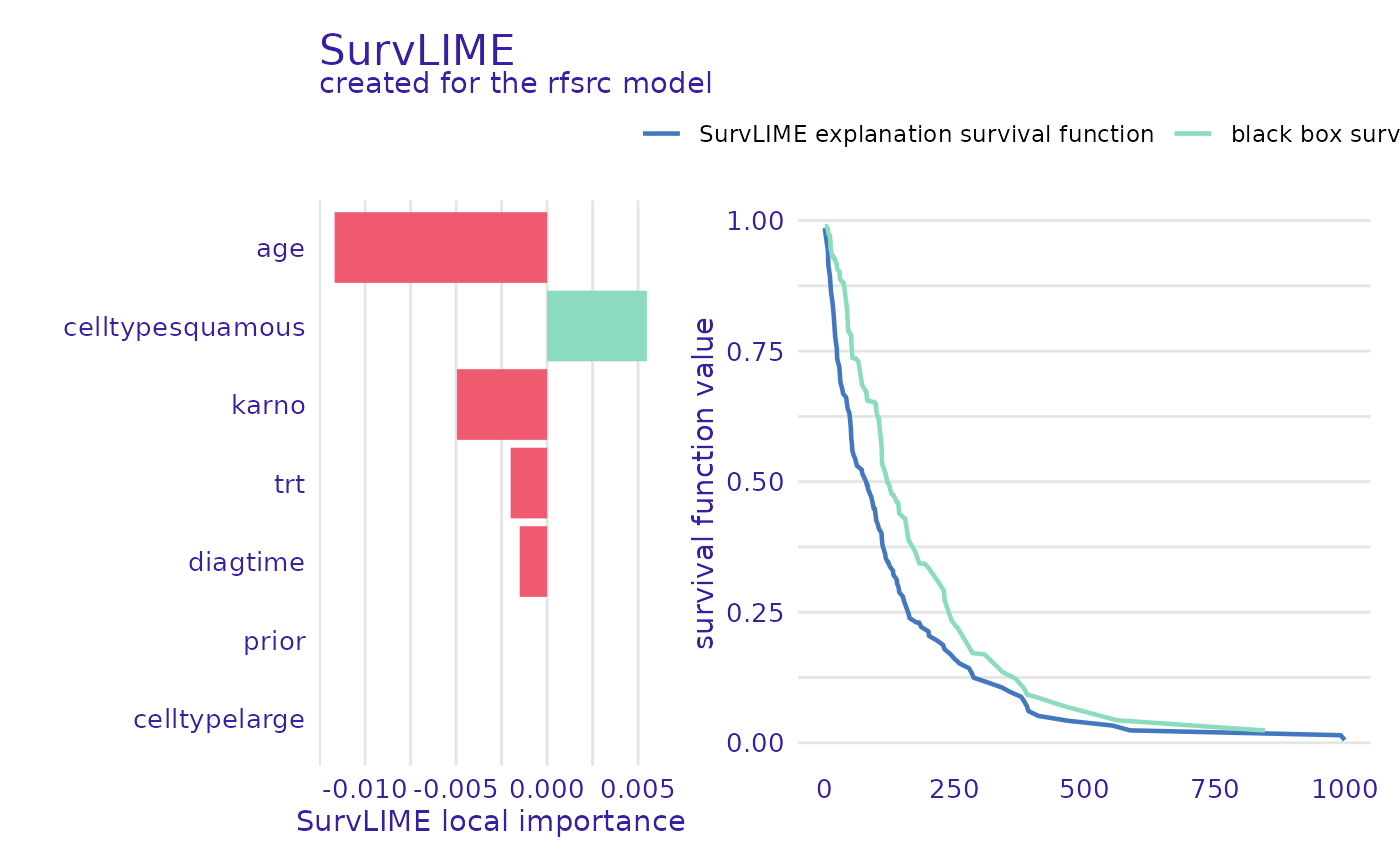 SurvLIME
created for the rfsrc model
SurvLIME explanation survival function
black box surv
age
celltypesquamous
karno
trt
diagtime
prior
celltypelarge
-0.010 -0.005 0.000 0.005
SurvLIME local importance
survival function value
1.00
0.75
0.50
0.25
0.00
0 250 500 750 1000